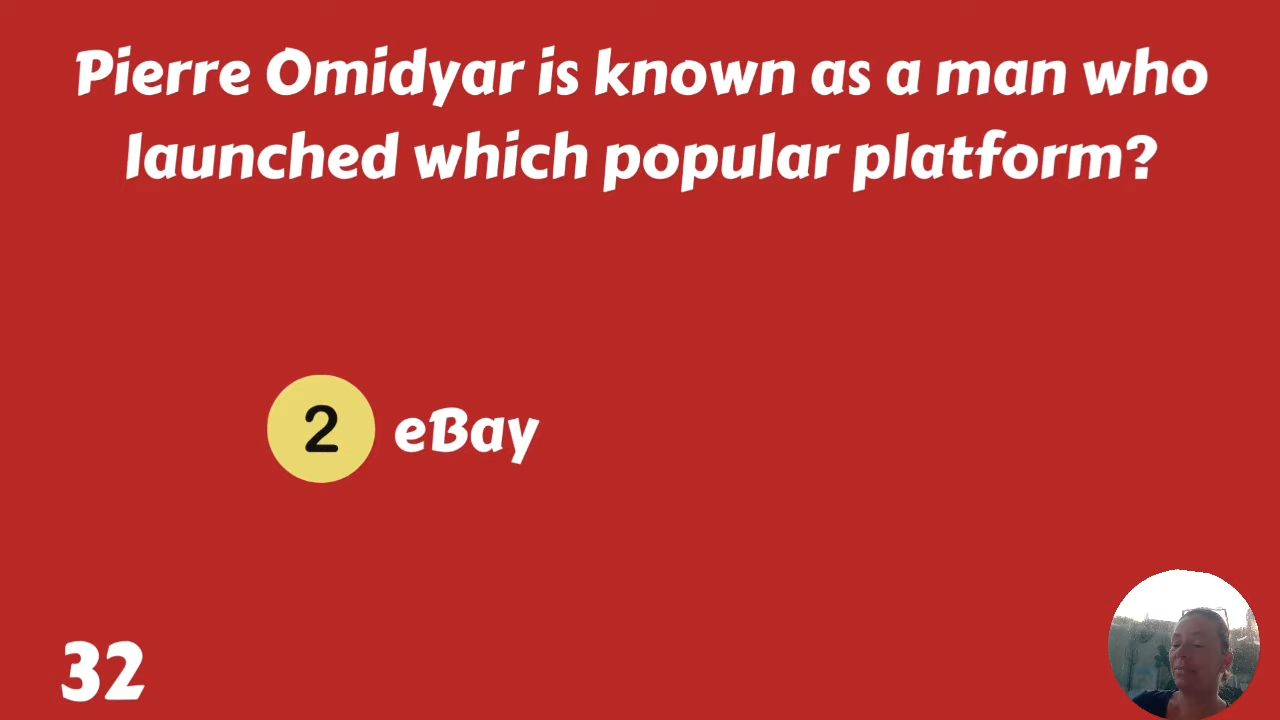 Pierre Omidyar is known as a man who
launched which popular platform?
2 eBay
32